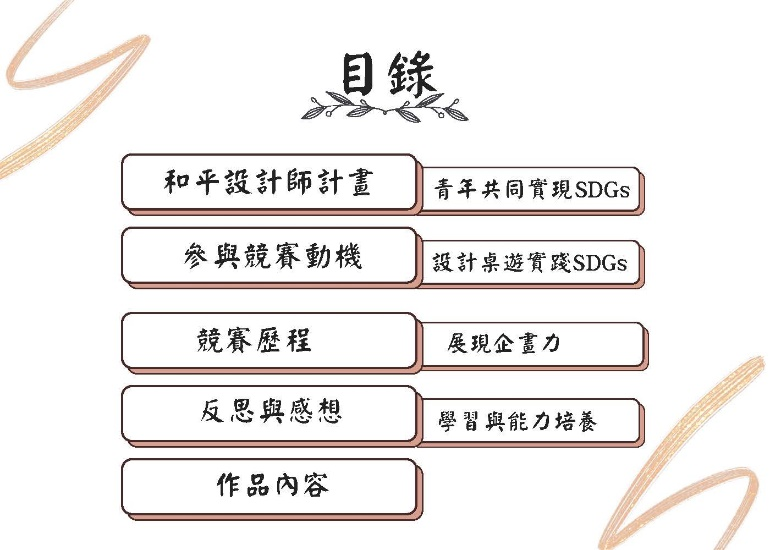 目錄
和平設計師計畫
青年共同實現SDGs
參與競賽動機
設計桌遊實踐SDGs
競賽歷程
展現企畫力
反思與感想
學習與能力培養
作品內容